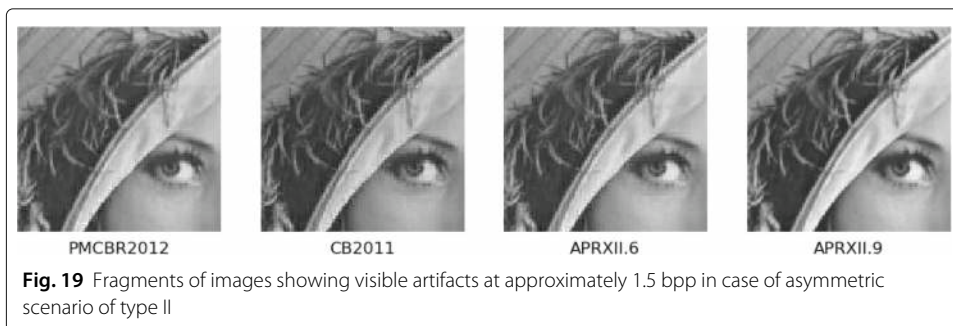 PMCBR2012
CB2011
APRXII.6
APRXII.9
Fig. 19 Fragments of images showing visible artifacts at approximately 1.5 bpp in case of asymmetric
scenario of type II